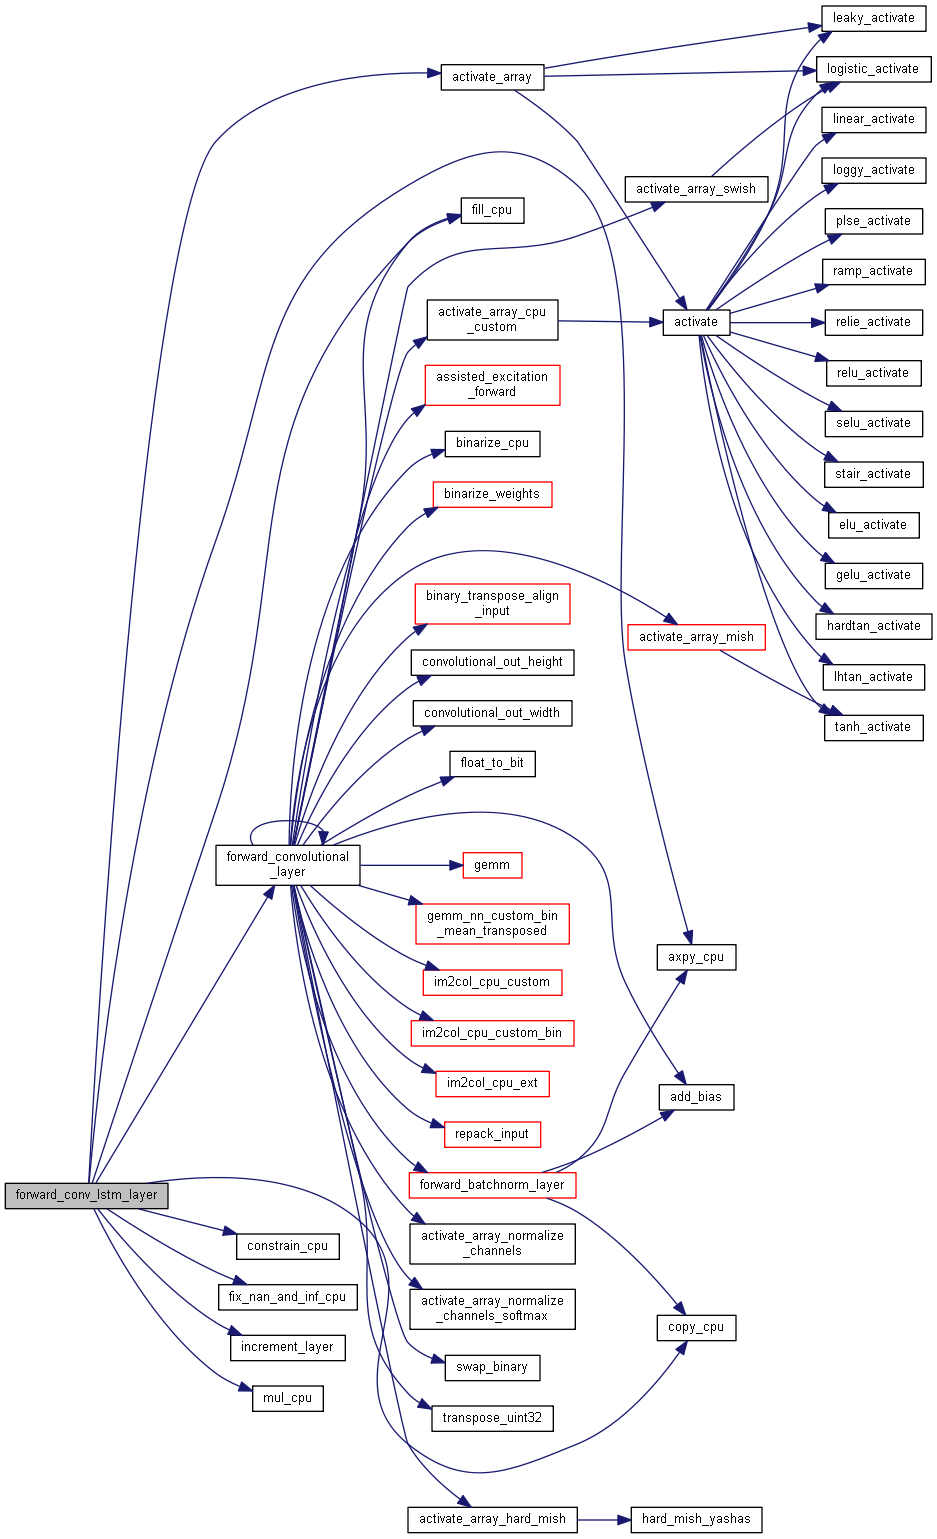 leaky_activate
logistic_activate
activate_array
linear_activate
loggy_activate
activate_array_swish
fill_cpu
plse_activate
ramp_activate
activate_array_cpu
_custom
activate
relie_activate
relu_activate
assisted_excitation
_forward
selu_activate
binarize_cpu
stair_activate
binarize_weights
elu_activate
gelu_activate
binary_transpose_align
_input
hardtan_activate
activate_array_mish
convolutional_out_height
lhtan_activate
convolutional_out_width
tanh_activate
float_to_bit
forward_convolutional
_layer
gemm
gemm_nn_custom_bin
_mean_transposed
axpy_cpu
im2col_cpu_custom
im2col_cpu_custom_bin
im2col_cpu_ext
add_bias
repack_input
forward_batchnorm_layer
forward_conv_lstm_layer
activate_array_normalize
_channels
constrain_cpu
fix_nan_and_inf_cpu
activate_array_normalize
_channels_softmax
copy_cpu
increment_layer
swap_binary
mul_cpu
transpose_uint32
activate_array_hard_mish
hard_mish_yashas